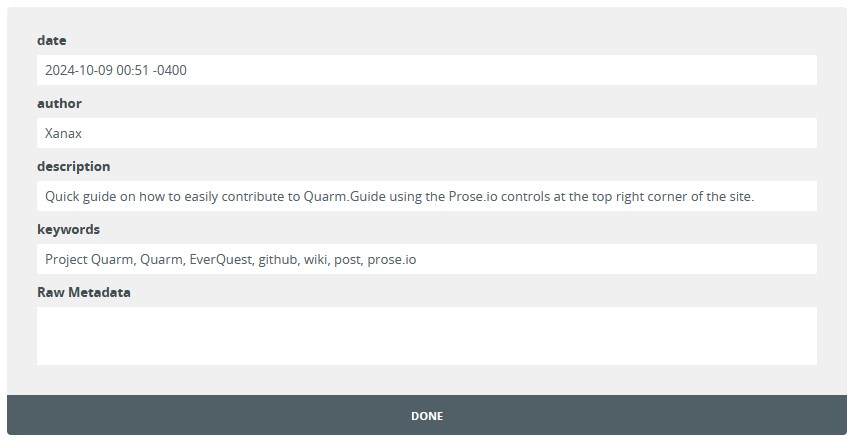 date
2024-10-09 00:51 -0400
author
Xanax
description
Quick guide on how to easily contribute to Quarm.Guide using the Prose.io controls at the top right corner of the site.
keywords
Project Quarm, Quarm, EverQuest, github, wiki, post, prose.io
Raw Metadata
DONE